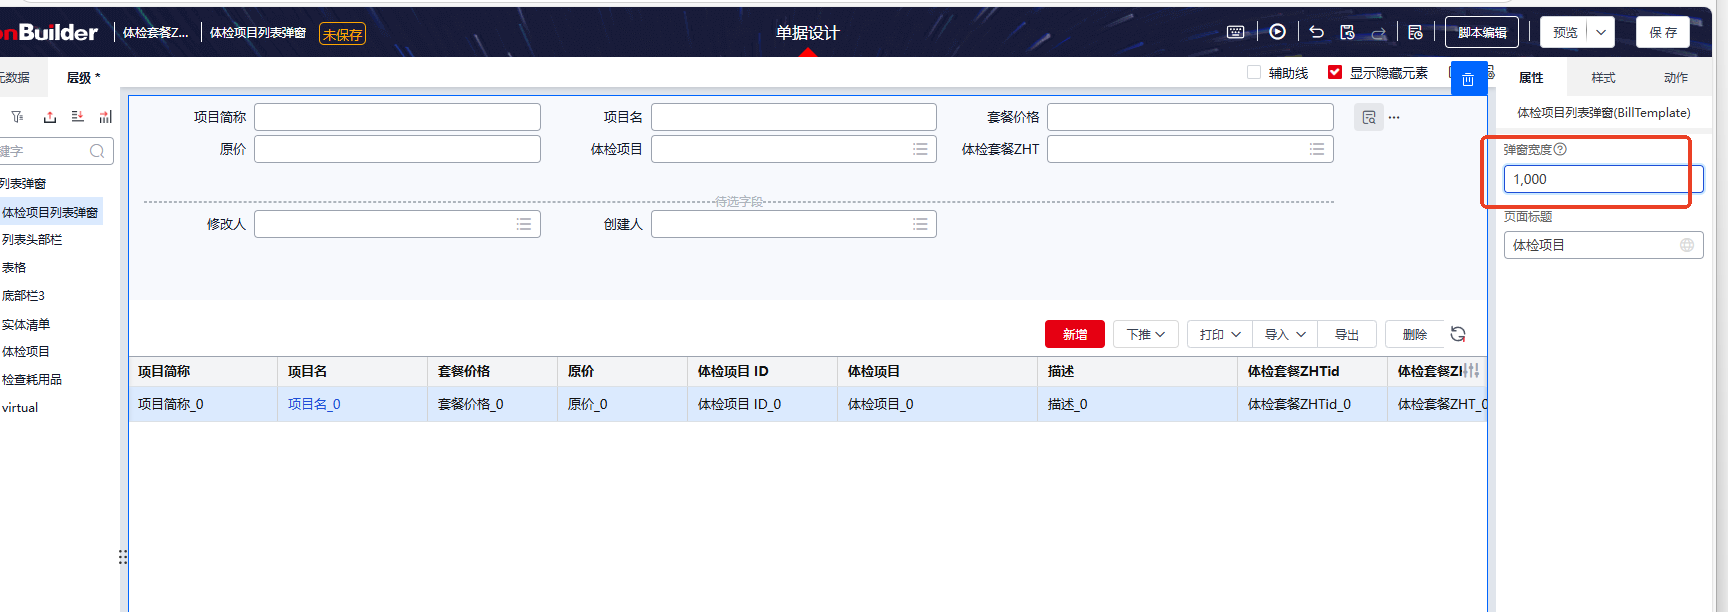 nBuilder 体检套餐Z... 体检项目列表弹窗 未保存 单据设计 脚本编辑 预览 保 存
元数据 层级 * 辅助线 显示隐藏元素 属性 样式 动作
体检项目列表弹窗(BillTemplate)
键字
列表弹窗
体检项目列表弹窗
列表头部栏
表格
底部栏3
实体清单
体检项目
检查耗用品
virtual
项目简称 项目名 套餐价格 ...
原价 体检项目 体检套餐ZHT
待选字段
修改人 创建人
新增 下推 打印 导入 导出 删除
项目简称 项目名 套餐价格 原价 体检项目 ID 体检项目 描述 体检套餐ZHTid 体检套餐ZH
项目简称_0 项目名_0 套餐价格_0 原价_0 体检项目 ID_0 体检项目_0 描述_0 体检套餐ZHTid_0 体检套餐ZHT_0
弹窗宽度
1,000
页面标题
体检项目